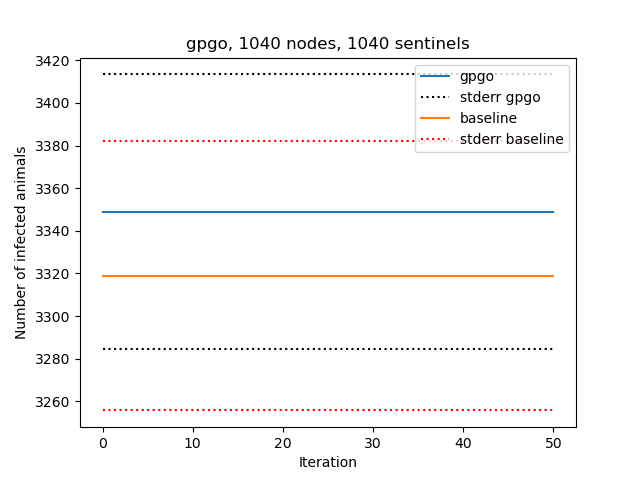 gpgo, 1040 nodes, 1040 sentinels
3420
3400
3380
3360
3340
3320
3300
3280
3260
Number of infected animals
gpgo
stderr gpgo
baseline
stderr baseline
0 10 20 30 40 50
Iteration